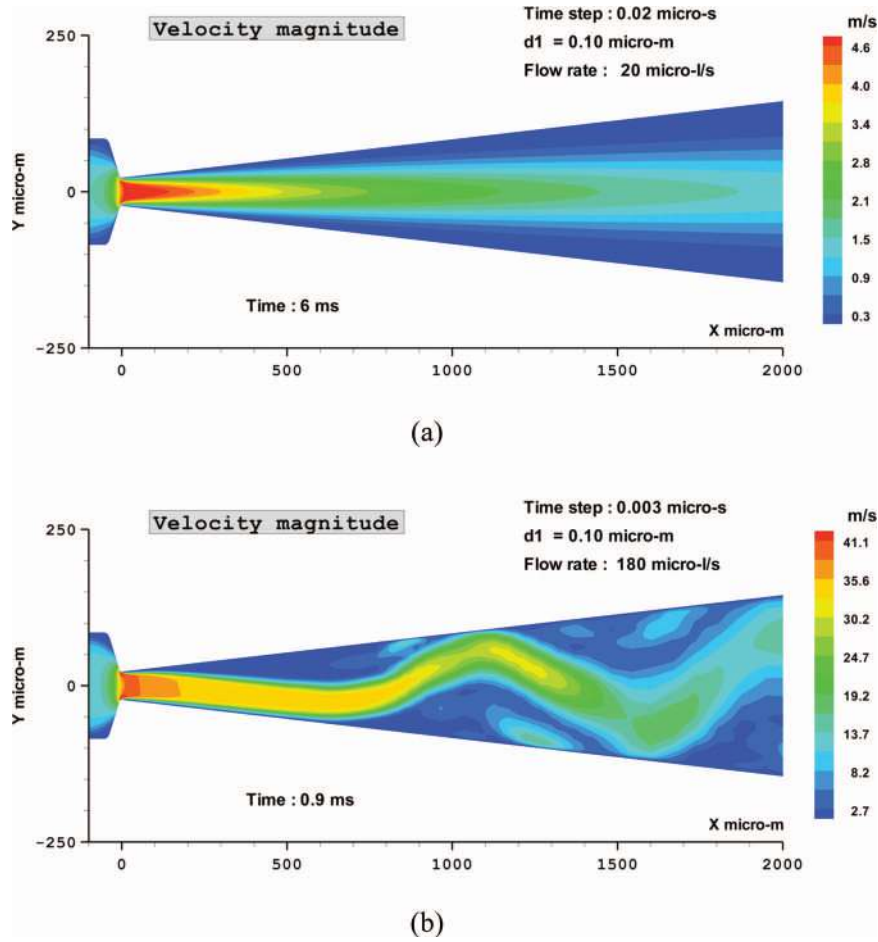 Velocity magnitude
Time step : 0.02 micro-s
d1 = 0.10 micro-m
Flow rate : 20 micro-l/s
m/s
4.6
4.0
3.4
2.8
2.1
1.5
0.9
0.3
250
0
-250
Y micro-m
Time : 6 ms
X micro-m
0 500 1000 1500 2000
(a)
Velocity magnitude
Time step : 0.003 micro-s
d1 = 0.10 micro-m
Flow rate : 180 micro-l/s
m/s
41.1
35.6
30.2
24.7
19.2
13.7
8.2
2.7
250
0
-250
Y micro-m
Time : 0.9 ms
X micro-m
0 500 1000 1500 2000
(b)